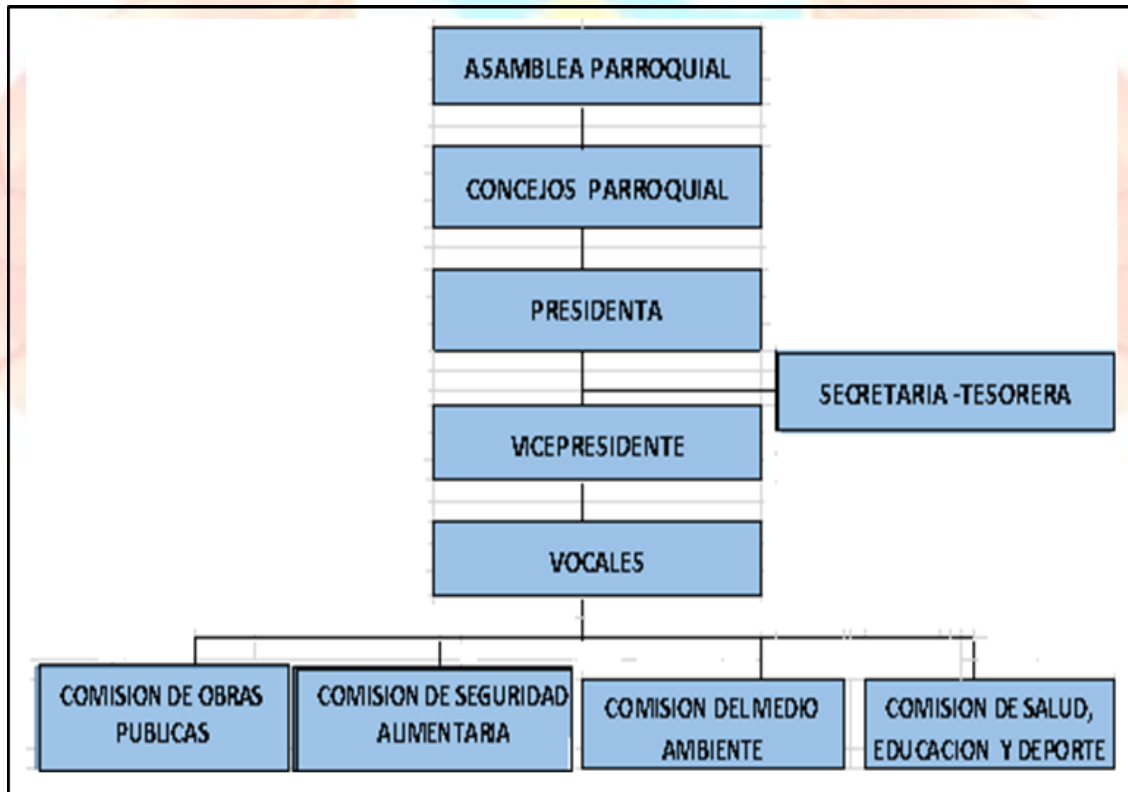 ASAMBLEA PARROQUIAL
CONCEJOS PARROQUIAL
PRESIDENTA
SECRETARIA -TESORERA
VICEPRESIDENTE
VOCALES
COMISION DE OBRAS
PUBLICAS
COMISION DE SEGURIDAD
ALIMENTARIA
COMISION DEL MEDIO
AMBIENTE
COMISION DE SALUD,
EDUCACION Y DEPORTE